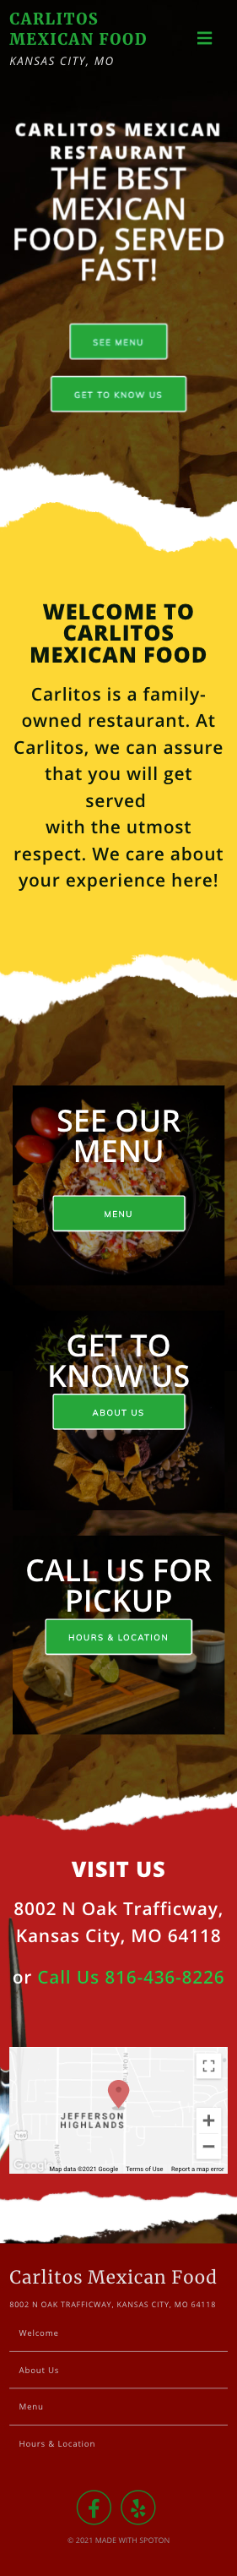 CARLITOS
MEXICAN FOOD
KANSAS CITY, MO
CARLITOS MEXICAN
RESTAURANT
THE BEST
MEXICAN
FOOD, SERVED
FAST!
SEE MENU
GET TO KNOW US
WELCOME TO
CARLITOS
MEXICAN FOOD
Carlitos is a family-
owned restaurant. At
Carlitos, we can assure
that you will get
served
with the utmost
respect. We care about
your experience here!
SEE OUR
MENU
MENU
GET TO
KNOW US
ABOUT US
CALL US FOR
PICKUP
HOURS & LOCATION
VISIT US
8002 N Oak Trafficway,
Kansas City, MO 64118
or Call Us 816-436-8226
JEFFERSON
HIGHLANDS
Google
Map data ©2021 Google Terms of Use Report a map error
Carlitos Mexican Food
8002 N OAK TRAFFICWAY, KANSAS CITY, MO 64118
Welcome
About Us
Menu
Hours & Location
© 2021 MADE WITH SPOTON